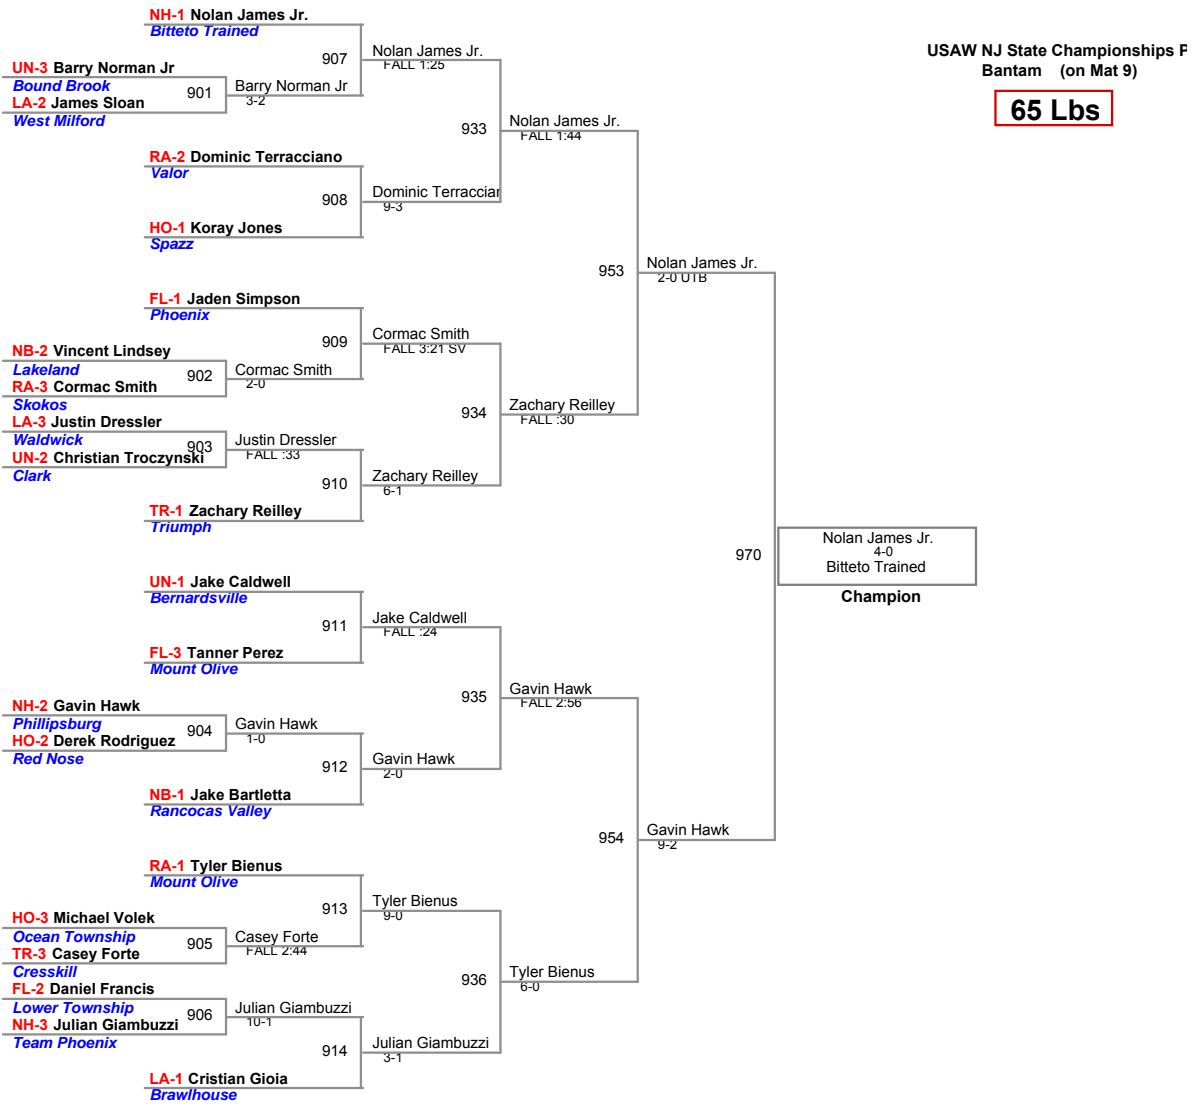 USAW NJ State Championships P
Bantam (on Mat 9)
65 Lbs
NH-1 Nolan James Jr.
Bitteto Trained
907
Nolan James Jr.
FALL 1:25
UN-3 Barry Norman Jr
Bound Brook
901
Barry Norman Jr
3-2
LA-2 James Sloan
West Milford
933
Nolan James Jr.
FALL 1:44
RA-2 Dominic Terracciano
Valor
908
Dominic Terraccian
9-3
HO-1 Koray Jones
Spazz
953
Nolan James Jr.
2-0 UTB
FL-1 Jaden Simpson
Phoenix
909
Cormac Smith
FALL 3:21 SV
NB-2 Vincent Lindsey
Lakeland
902
Cormac Smith
2-0
RA-3 Cormac Smith
Skokos
934
Zachary Reilley
FALL :30
LA-3 Justin Dressler
Waldwick
903
Justin Dressler
FALL :33
UN-2 Christian Troczynski
Clark
910
Zachary Reilley
6-1
TR-1 Zachary Reilley
Triumph
970
Nolan James Jr.
4-0
Bitteto Trained
Champion
UN-1 Jake Caldwell
Bernardsville
911
Jake Caldwell
FALL :24
FL-3 Tanner Perez
Mount Olive
935
Gavin Hawk
FALL 2:56
NH-2 Gavin Hawk
Phillipsburg
904
Gavin Hawk
1-0
HO-2 Derek Rodriguez
Red Nose
912
Gavin Hawk
2-0
NB-1 Jake Bartletta
Rancocas Valley
954
Gavin Hawk
9-2
RA-1 Tyler Bienus
Mount Olive
913
Tyler Bienus
9-0
HO-3 Michael Volek
Ocean Township
905
Casey Forte
FALL 2:44
TR-3 Casey Forte
Cresskill
936
Tyler Bienus
6-0
FL-2 Daniel Francis
Lower Township
906
Julian Giambuzzi
10-1
NH-3 Julian Giambuzzi
Team Phoenix
914
Julian Giambuzzi
3-1
LA-1 Cristian Gioia
Brawlhouse